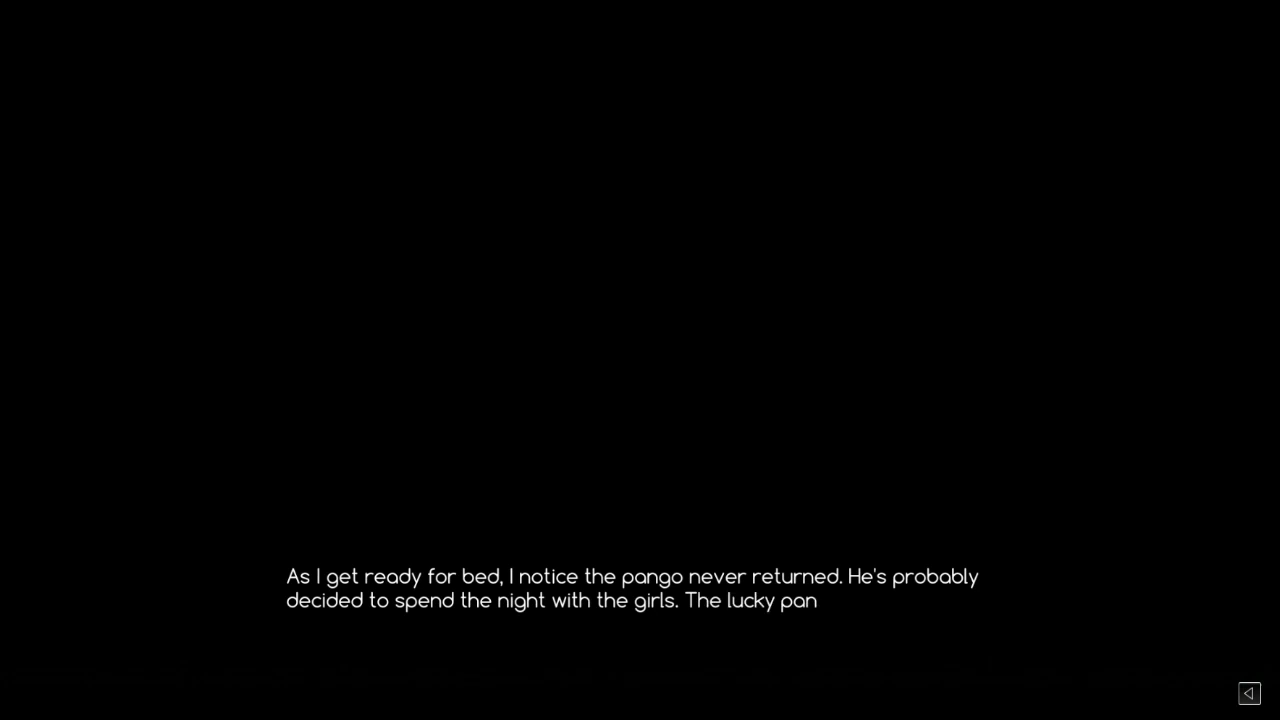 As I get ready for bed, I notice the pango never returned. He's probably
decided to spend the night with the girls. The lucky pan